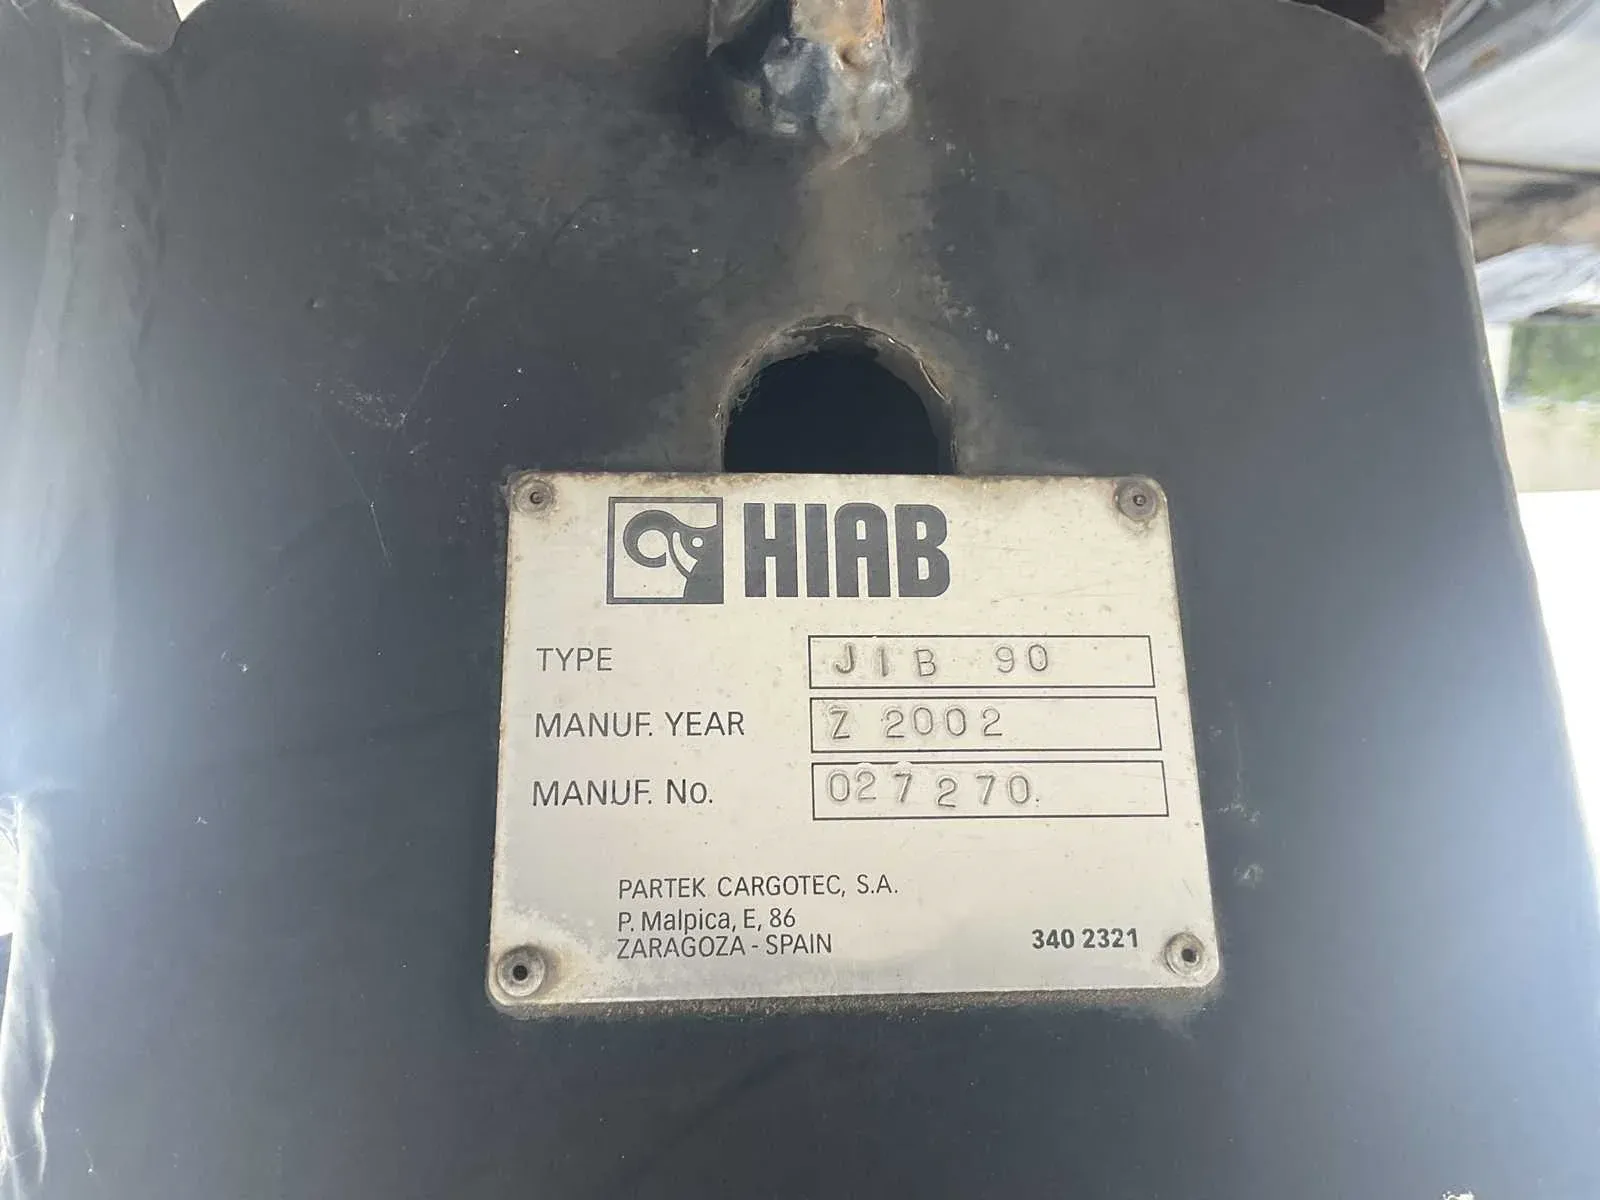 HIAB
TYPE JIB 90
MANUF. YEAR Z 2002
MANUF. No. 027270.
PARTEK CARGOTEC, S.A.
P. Malpica, E, 86
ZARAGOZA - SPAIN 340 2321